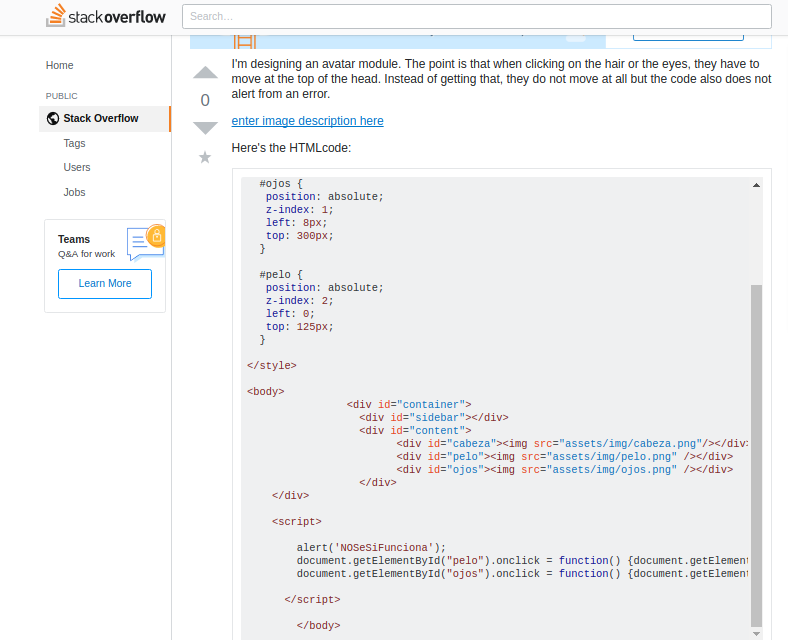 stackoverflow
Search...
Home
PUBLIC
Stack Overflow
Tags
Users
Jobs
Teams
Q&A for work
Learn More
I'm designing an avatar module. The point is that when clicking on the hair or the eyes, they have to
move at the top of the head. Instead of getting that, they do not move at all but the code also does not
alert from an error.
0
enter image description here
Here's the HTMLcode:
#ojos {
position: absolute;
z-index: 1;
left: 8px;
top: 300px;
}
#pelo {
position: absolute;
z-index: 2;
left: 0;
top: 125px;
}
</style>
<body>
<div id="container">
<div id="sidebar"></div>
<div id="content">
<div id="cabeza"><img src="assets/img/cabeza.png"/></div>
<div id="pelo"><img src="assets/img/pelo.png" /></div>
<div id="ojos"><img src="assets/img/ojos.png" /></div>
</div>
</div>
<script>
alert('NOSeSiFunciona');
document.getElementById("pelo").onclick = function() {document.getElement
document.getElementById("ojos").onclick = function() {document.getElement
</script>
</body>